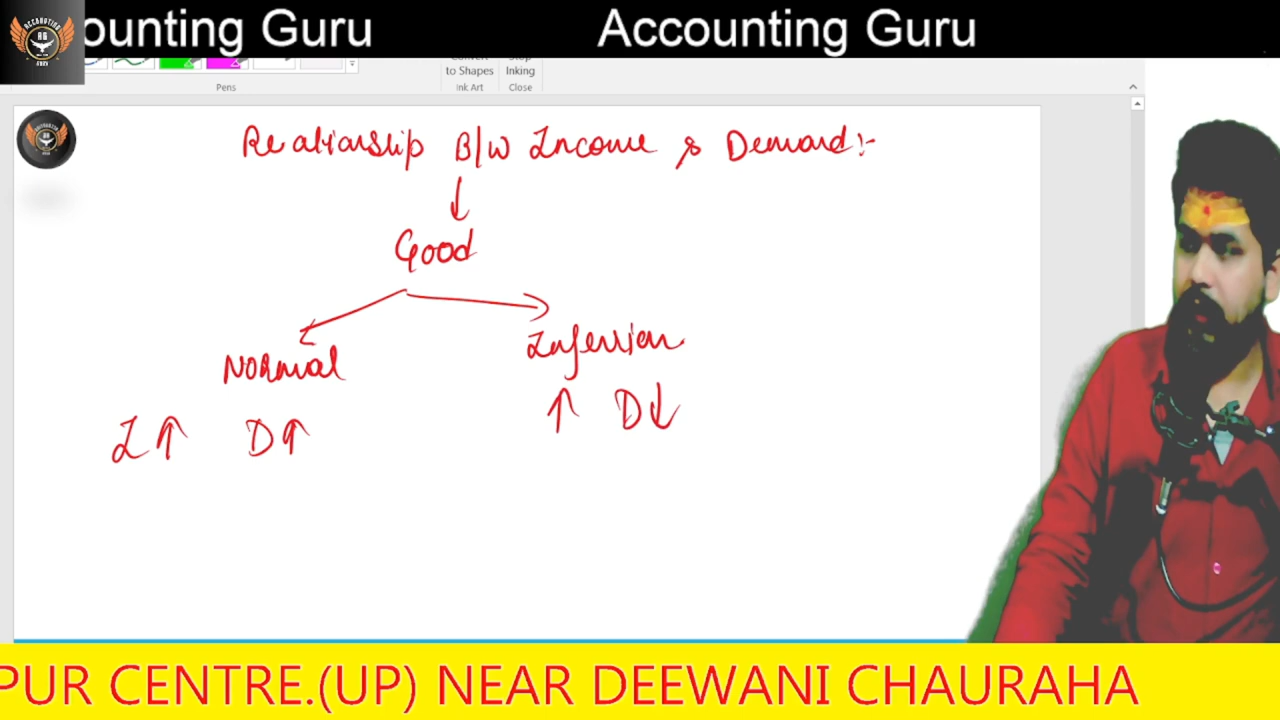 ounting Guru Accounting Guru
to Shapes Inking
Pens Ink Art Close
Relationship B/W Income & Demand:-
↓
Good
Normal Inferrior
I↑ D↑ ↑ D↓
PUR CENTRE.(UP) NEAR DEEWANI CHAURAHA